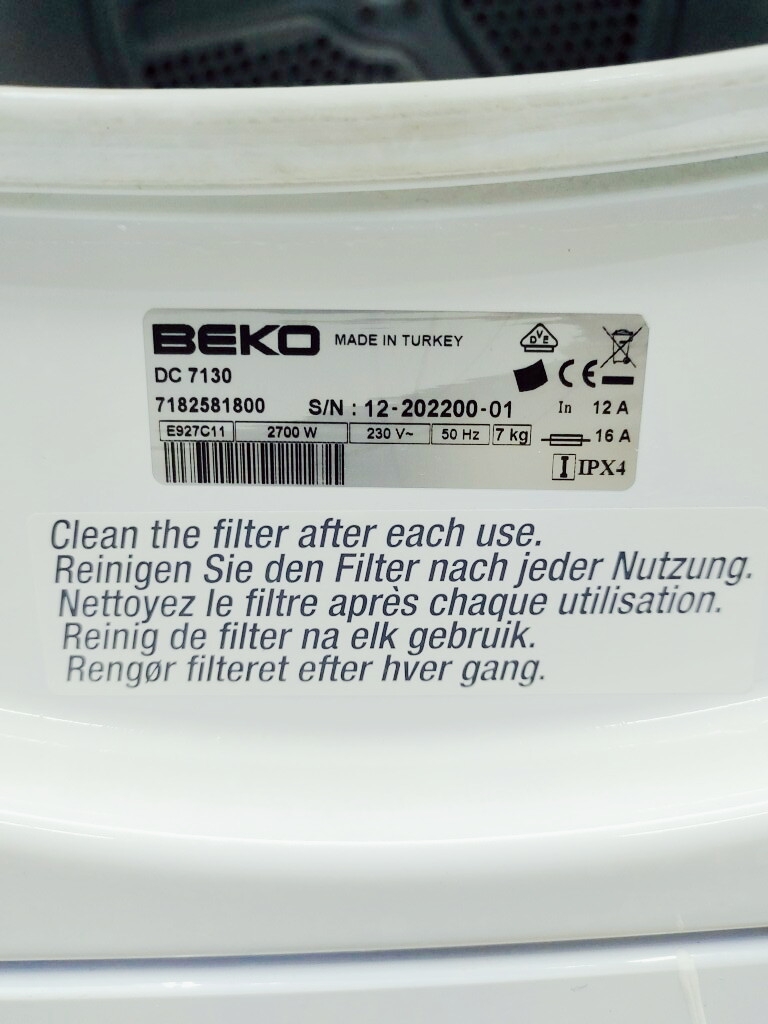 BEKO MADE IN TURKEY
DVE
DC 7130
CE
7182581800 S/N : 12-202200-01 In 12 A
E927C11 2700 W 230 V~ 50 Hz 7 kg 16 A
IPX4
Clean the filter after each use.
Reinigen Sie den Filter nach jeder Nutzung.
Nettoyez le filtre après chaque utilisation.
Reinig de filter na elk gebruik.
Rengør filteret efter hver gang.